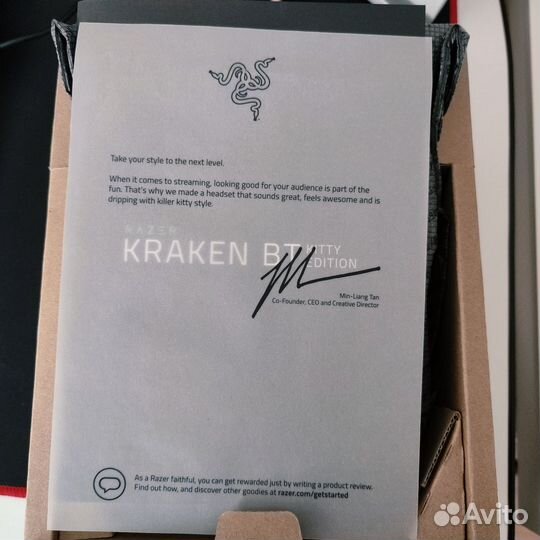 Take your style to the next level.
When it comes to streaming, looking good for your audience is part of the
fun. That's why we made a headset that sounds great, feels awesome and is
dripping with killer kitty style.
RAZER
KRAKEN BT KITTY
EDITION
Min-Liang Tan
Co-Founder, CEO and Creative Director
As a Razer faithful, you can get rewarded just by writing a product review.
Find out how, and discover other goodies at razer.com/getstarted
Avito